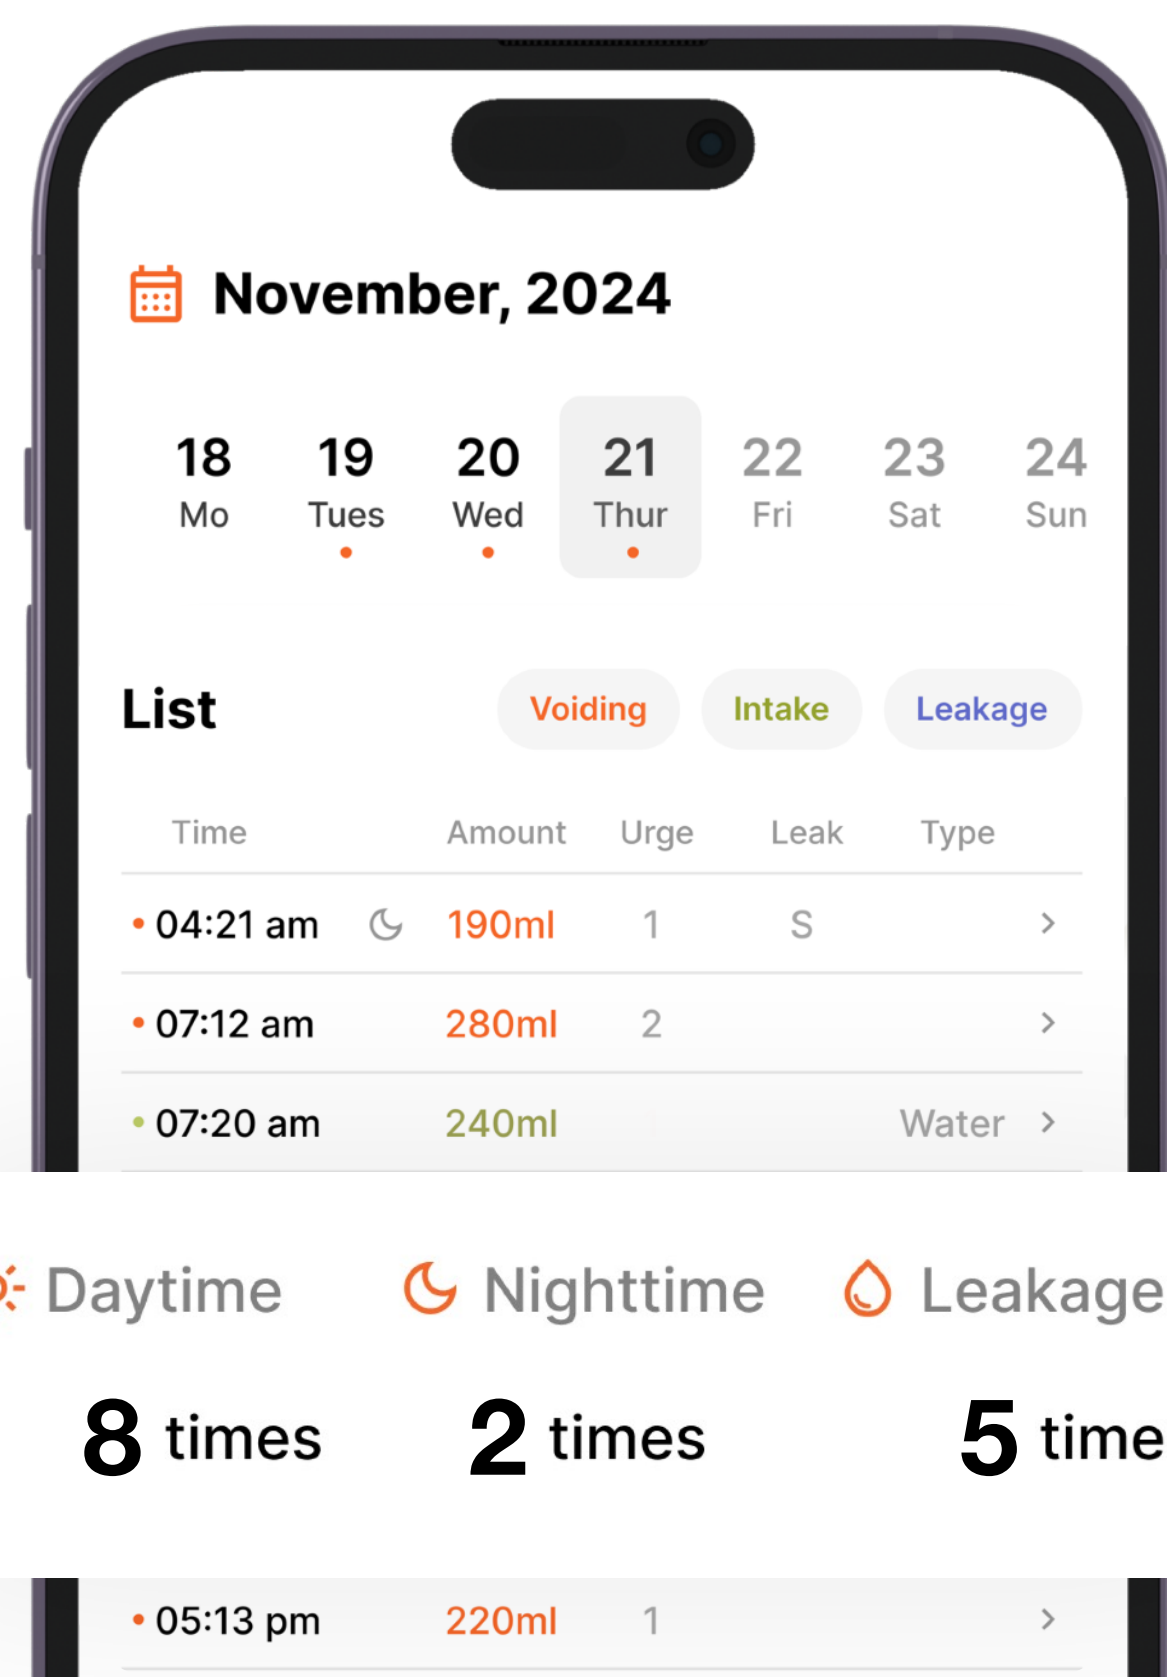 November, 2024
18 19 20 21 22 23 24
Mo Tues Wed Thur Fri Sat Sun
List Voiding Intake Leakage
Time Amount Urge Leak Type
04:21 am 190ml 1 S
07:12 am 280ml 2
07:20 am 240ml Water
Daytime Nighttime Leakage
8 times 2 times 5 time
05:13 pm 220ml 1